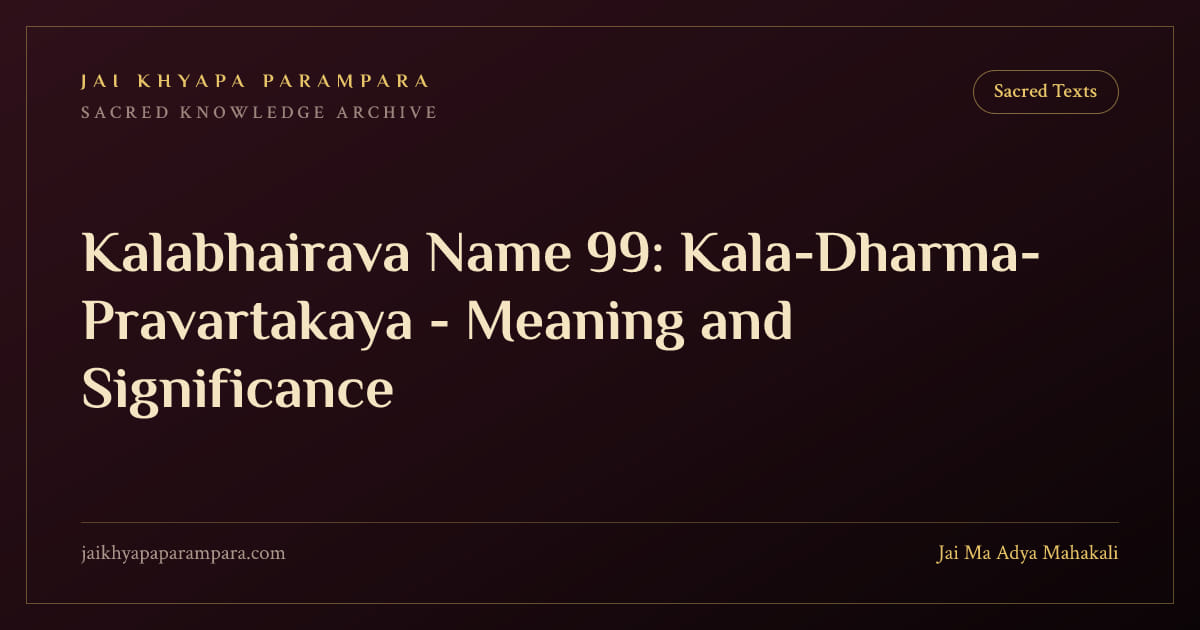 JAI KHYAPA PARAMPARA
SACRED KNOWLEDGE ARCHIVE
Sacred Texts
Kalabhairava Name 99: Kala-Dharma-
Pravartakaya - Meaning and
Significance
jaikhyapaparampara.com
Jai Ma Adya Mahakali